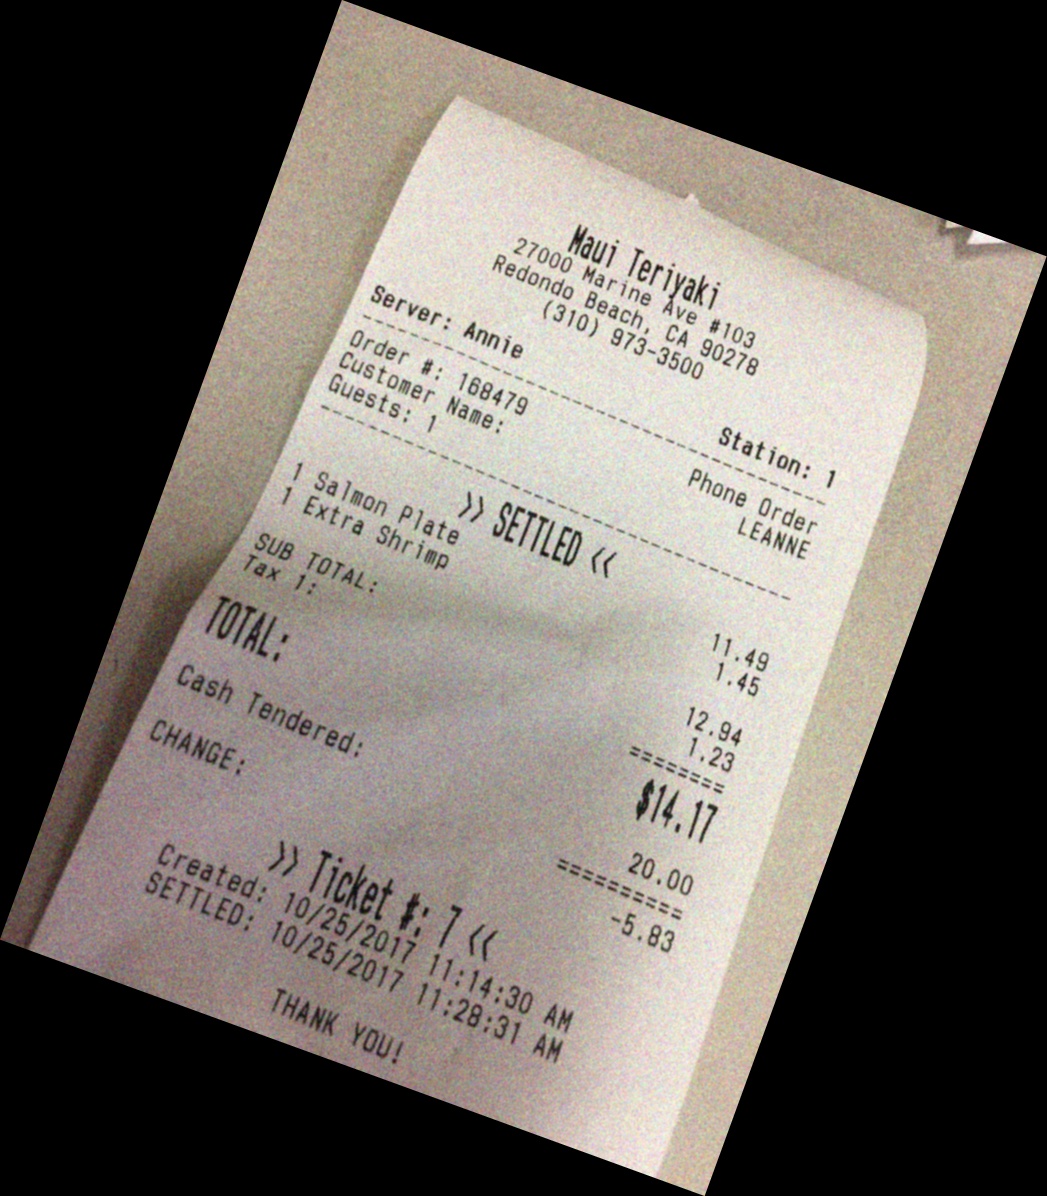 Maui Teriyaki
27000 Marine Ave #103
Redondo Beach, CA 90278
(310) 973-3500
Server: Annie Station: 1
Order #: 168479 Phone Order
Customer Name: LEANNE
Guests: 1
>> SETTLED <<
1 Salmon Plate 11.49
1 Extra Shrimp 1.45
SUB TOTAL: 12.94
Tax 1: 1.23
========
TOTAL: $14.17
Cash Tendered: 20.00
==========
CHANGE: -5.83
>> Ticket #: 7 <<
Created: 10/25/2017 11:14:30 AM
SETTLED: 10/25/2017 11:28:31 AM
THANK YOU!